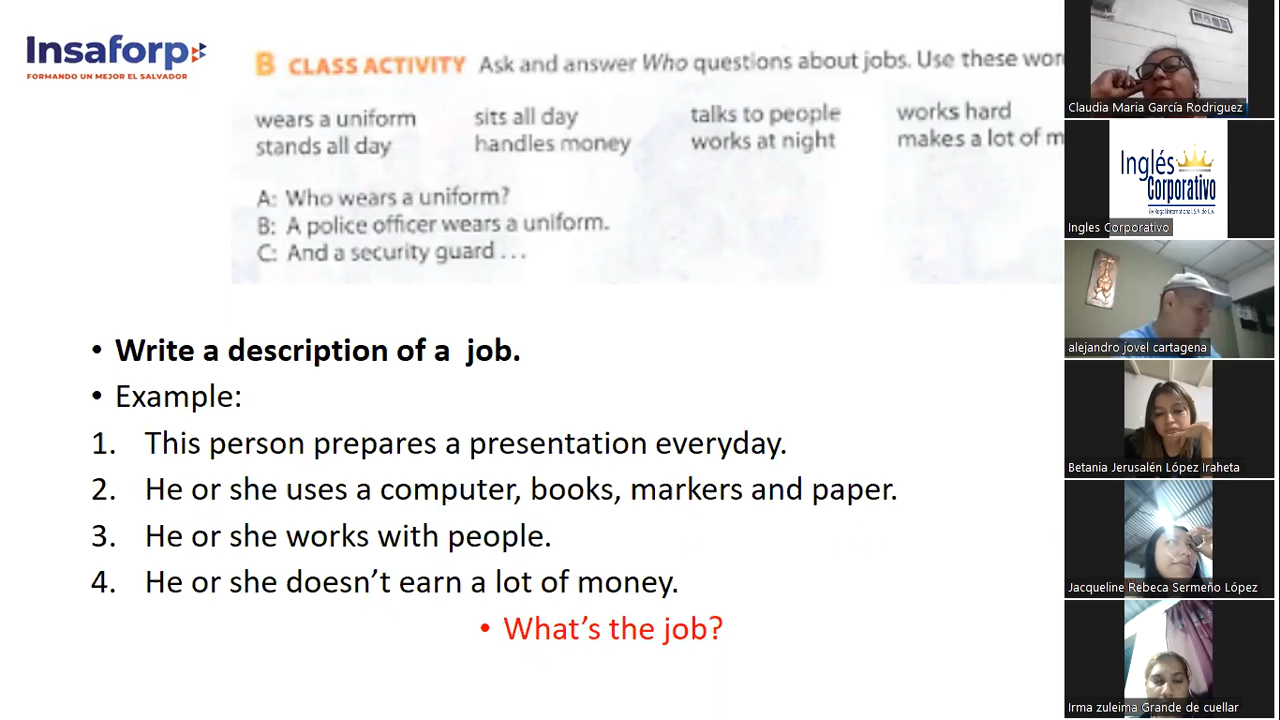 Insaforp
FORMANDO UN MEJOR EL SALVADOR
B CLASS ACTIVITY Ask and answer Who questions about jobs. Use these
wears a uniform sits all day talks to people works hard
stands all day handles money works at night makes a lot of
A: Who wears a uniform?
B: A police officer wears a uniform.
C: And a security guard ...
• Write a description of a job.
• Example:
1. This person prepares a presentation everyday.
2. He or she uses a computer, books, markers and paper.
3. He or she works with people.
4. He or she doesn’t earn a lot of money.
• What’s the job?
Claudia Maria García Rodriguez
Inglés
Corporativo
Ingles Corporativo
alejandro jovel cartagena
Betania Jerusalén López Iraheta
Jacqueline Rebeca Sermeño López
Irma zuleima Grande de cuellar